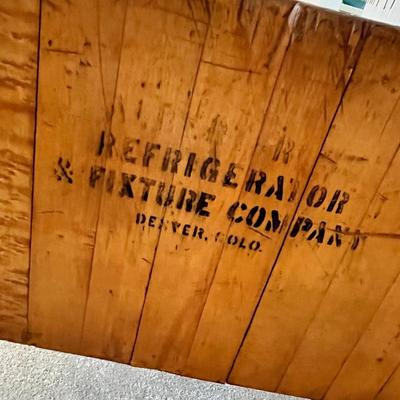 REFRIGERATOR
& FIXTURE COMPANY
DENVER, COLO.